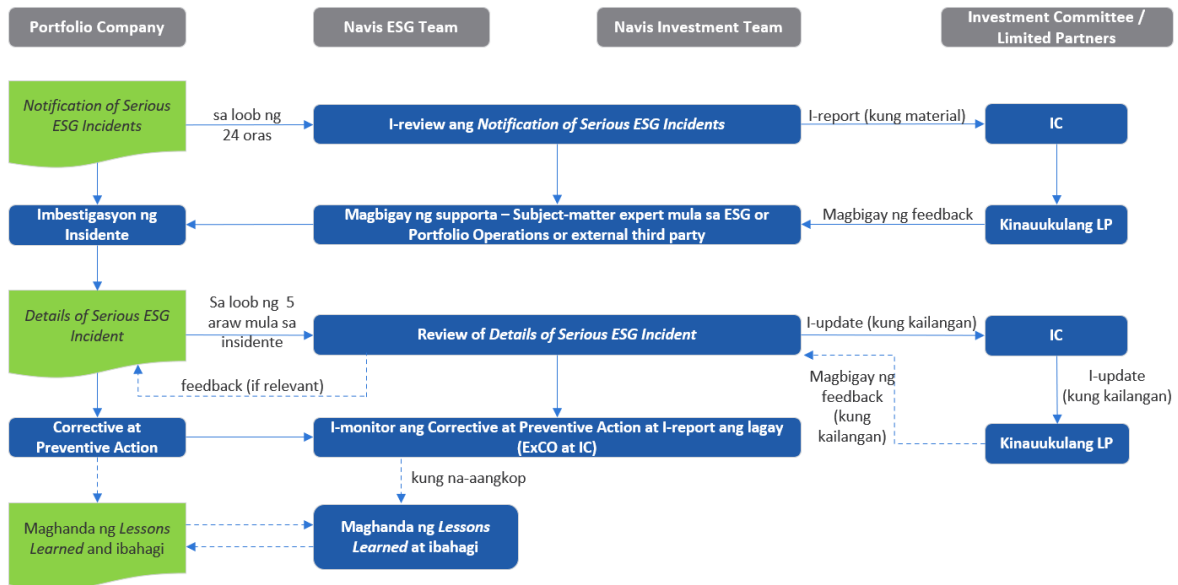 Portfolio Company
Navis ESG Team
Navis Investment Team
Investment Committee /
Limited Partners
Notification of Serious
ESG Incidents
sa loob ng
24 oras
I-review ang Notification of Serious ESG Incidents
I-report (kung material)
IC
Imbestigasyon ng
Insidente
Magbigay ng supporta – Subject-matter expert mula sa ESG or
Portfolio Operations or external third party
Magbigay ng feedback
Kinauukulang LP
Details of Serious ESG
Incident
Sa loob ng 5
araw mula sa
insidente
Review of Details of Serious ESG Incident
I-update (kung kailangan)
IC
feedback (if relevant)
Magbigay ng
feedback
(kung
kailangan)
I-update
(kung kailangan)
Corrective at
Preventive Action
I-monitor ang Corrective at Preventive Action at I-report ang lagay
(ExCO at IC)
Kinauukulang LP
kung na-aangkop
Maghanda ng Lessons
Learned and ibahagi
Maghanda ng Lessons
Learned at ibahagi